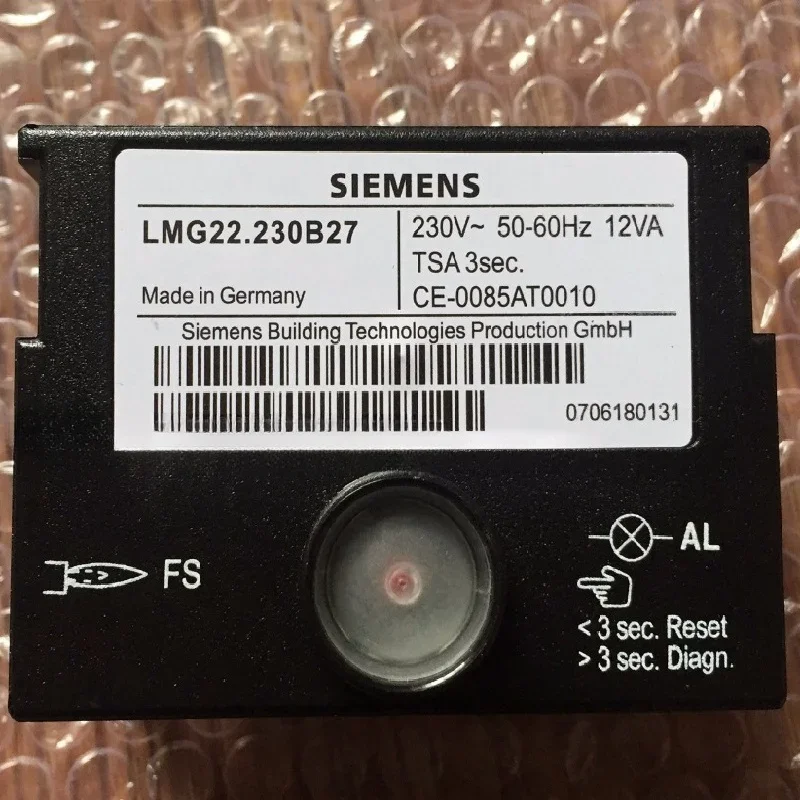 SIEMENS
LMG22.230B27
230V~ 50-60Hz 12VA
TSA 3sec.
Made in Germany
CE-0085AT0010
Siemens Building Technologies Production GmbH
0706180131
FS
AL
< 3 sec. Reset
> 3 sec. Diagn.